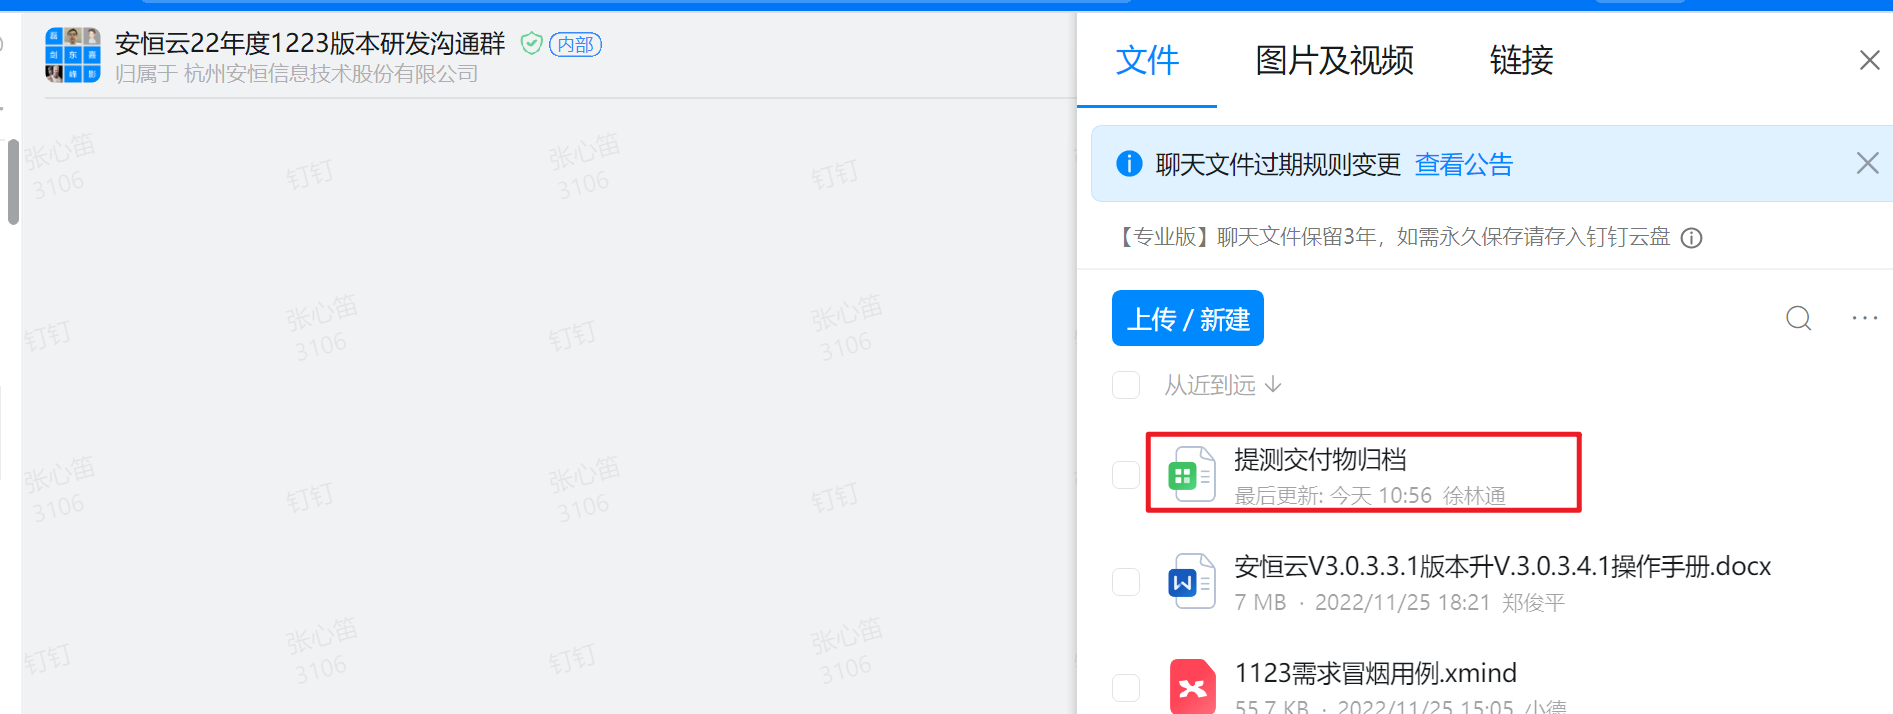 安恒云22年度1223版本研发沟通群 内部
归属于 杭州安恒信息技术股份有限公司
文件 图片及视频 链接
聊天文件过期规则变更 查看公告
【专业版】聊天文件保留3年，如需永久保存请存入钉钉云盘
上传 / 新建
从近到远
提测交付物归档
最后更新: 今天 10:56 徐林通
安恒云V3.0.3.3.1版本升V.3.0.3.4.1操作手册.docx
7 MB · 2022/11/25 18:21 郑俊平
1123需求冒烟用例.xmind
55.7 KB · 2022/11/25 15:05 小德
张心笛
3106
钉钉
张心笛
3106
钉钉
钉钉
张心笛
3106
钉钉
张心笛
3106
张心笛
3106
钉钉
张心笛
3106
钉钉
钉钉
张心笛
3106
钉钉
张心笛
3106